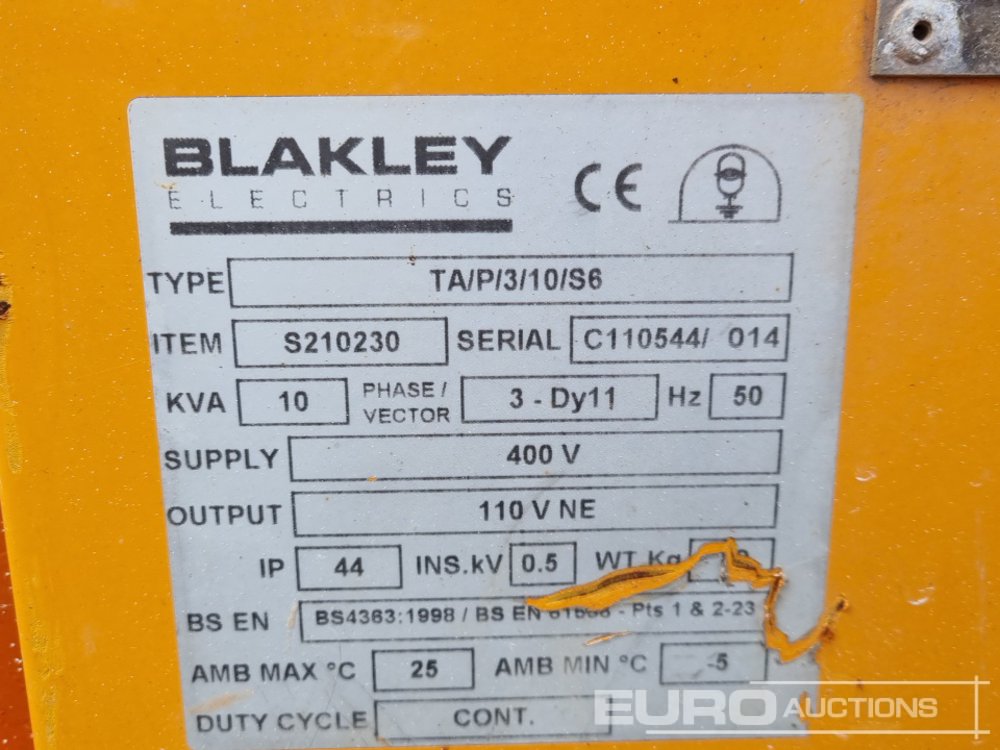 BLAKLEY
ELECTRICS
CE
TYPE TA/P/3/10/S6
ITEM S210230 SERIAL C110544/ 014
KVA 10 PHASE / VECTOR 3 - Dy11 Hz 50
SUPPLY 400 V
OUTPUT 110 V NE
IP 44 INS.kV 0.5 WT Kg
BS EN BS4363:1998 / BS EN - Pts 1 & 2-23
AMB MAX °C 25 AMB MIN °C -5
DUTY CYCLE CONT.
EURO AUCTIONS